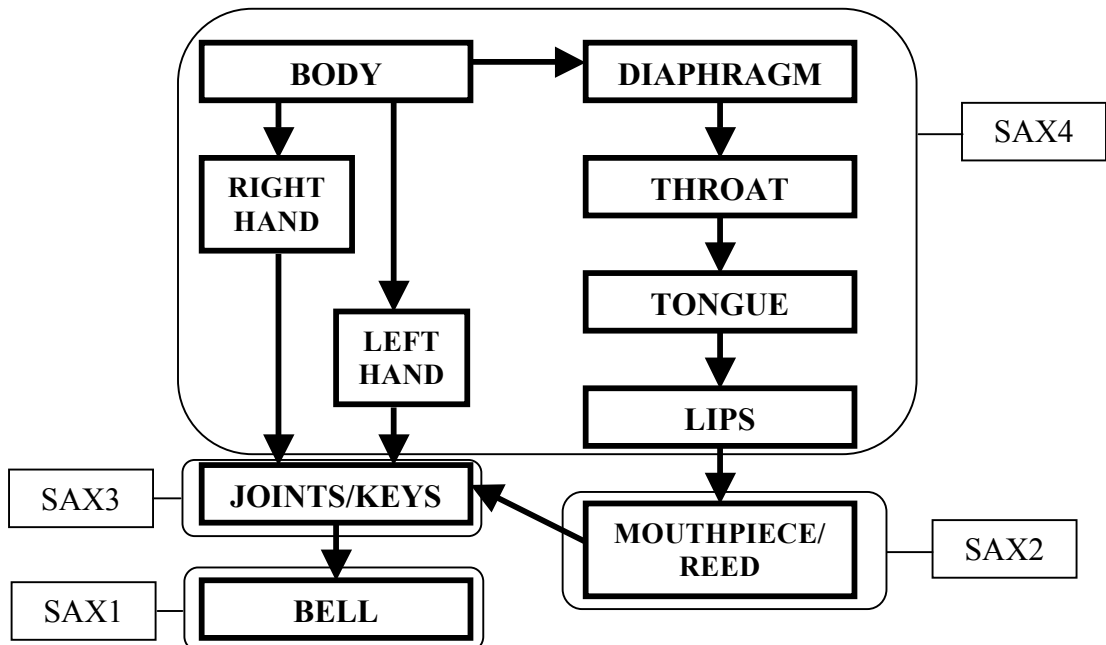 BODY
DIAPHRAGM
SAX4
RIGHT
HAND
THROAT
TONGUE
LEFT
HAND
LIPS
SAX3
JOINTS/KEYS
MOUTHPIECE/
REED
SAX2
SAX1
BELL